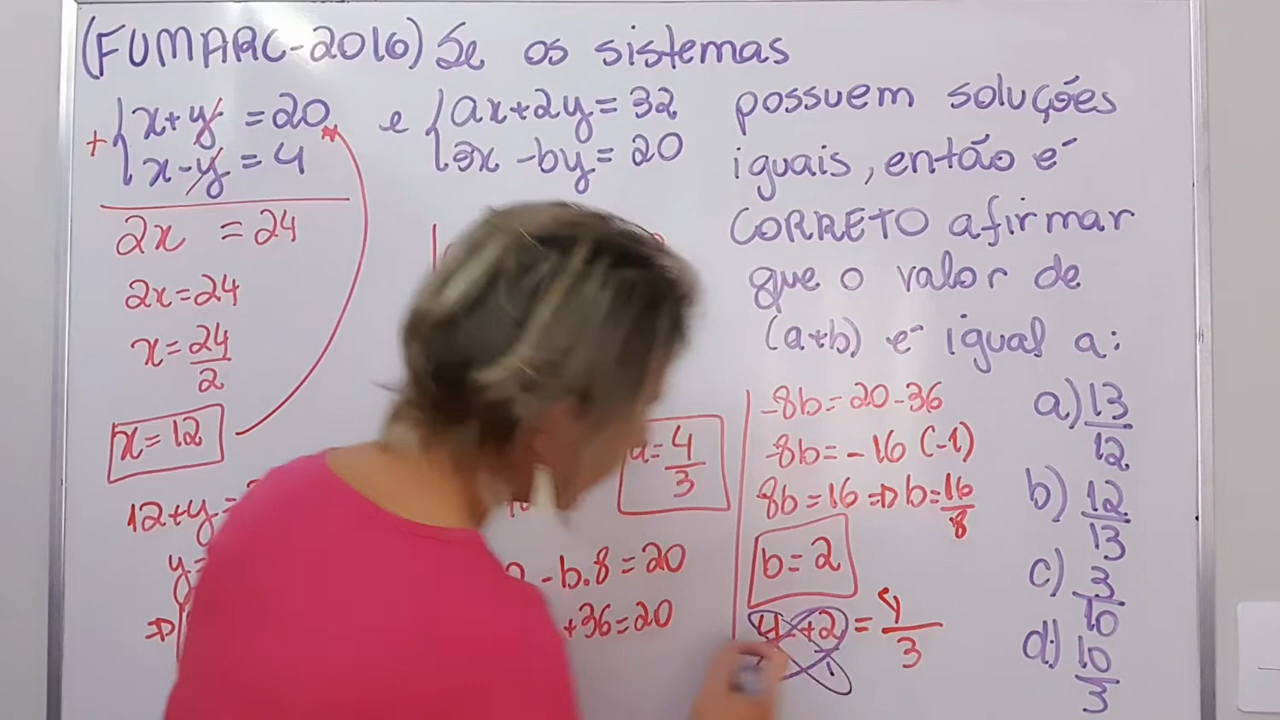 (FUMARC-2016) Se os sistemas
x+y=20 e ax+2y=32 possuem soluções
+ x-y=4 3x-by=20 iguais, então é
2x = 24 CORRETO afirmar
2x=24 que o valor de
x=24/2 (a+b) é igual a:
x=12
12+y=
y=
a=4/3
-b.8=20
+36=20
-8b=20-36
-8b=-16 (-1)
8b=16 => b=16/8
b=2
4 +2 = 4/3
a) 13/12
b) 12/13
c) 3/10
d) 10/3